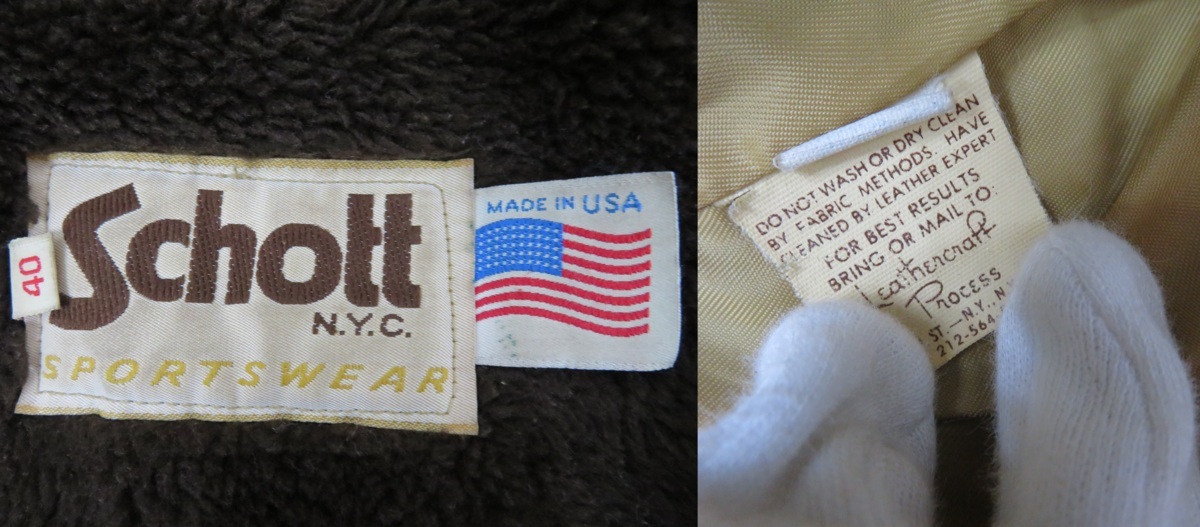 40
Schott
N.Y.C.
SPORTSWEAR
MADE IN USA
DO NOT WASH OR DRY CLEAN
BY FABRIC METHODS. HAVE
CLEANED BY LEATHER EXPERT
FOR BEST RESULTS
BRING OR MAIL TO:
Leathercraft
Process
ST.—N.Y., N.
212-564